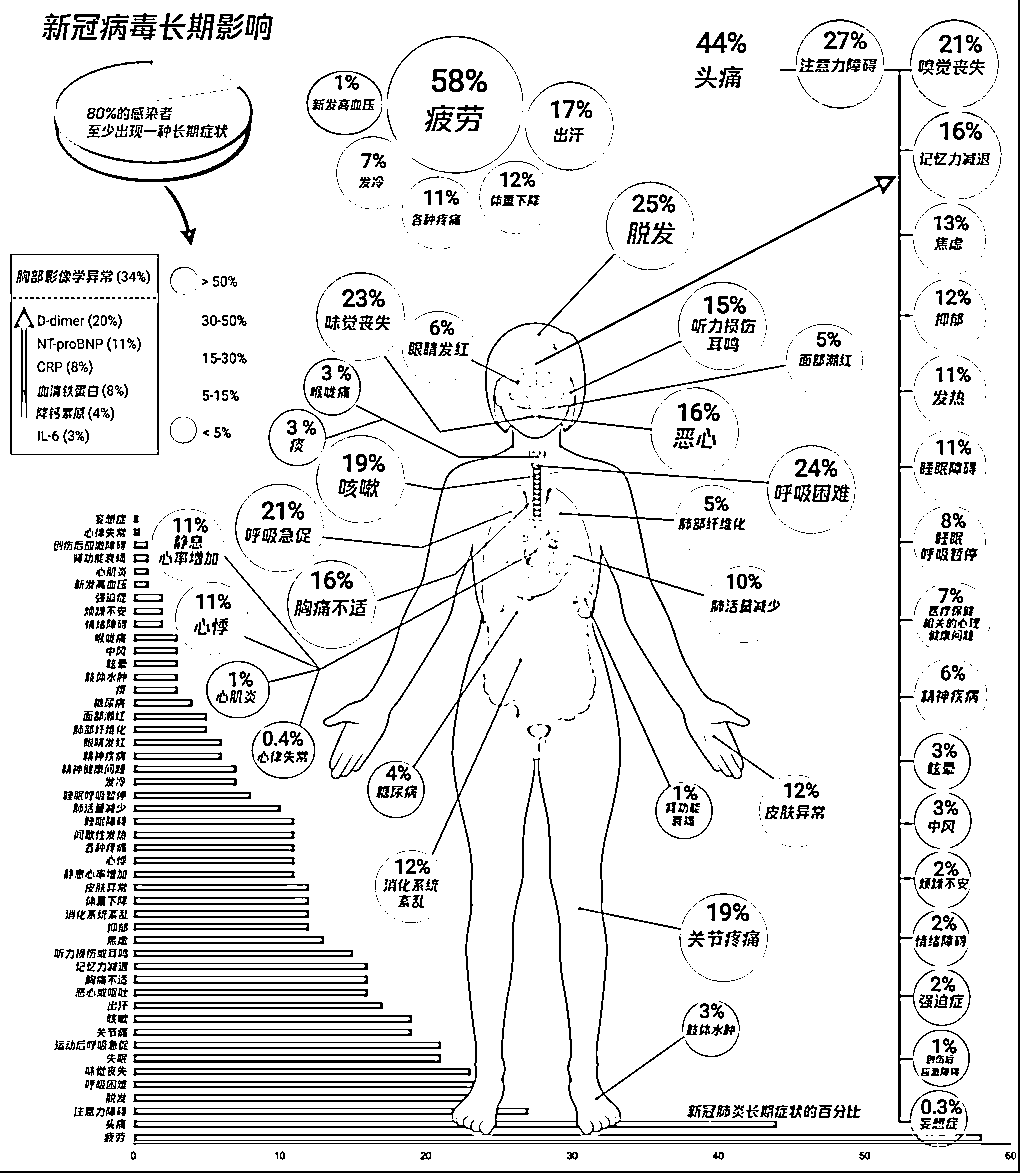 新冠病毒长期影响
80%的感染者
至少出现一种长期症状
胸部影像学异常 (34%)
D-dimer (20%)
NT-proBNP (11%)
CRP (8%)
血清铁蛋白 (8%)
降钙素原 (4%)
IL-6 (3%)
> 50%
30-50%
15-30%
5-15%
< 5%
1%
新发高血压
58%
疲劳
17%
出汗
7%
发冷
11%
各种疼痛
12%
体重下降
44%
头痛
27%
注意力障碍
21%
嗅觉丧失
16%
记忆力减退
13%
焦虑
12%
抑郁
11%
发热
11%
睡眠障碍
8%
睡眠
呼吸暂停
7%
医疗保健
相关的心理
健康问题
6%
精神疾病
3%
眩晕
3%
中风
2%
烦躁不安
2%
情绪障碍
2%
强迫症
1%
创伤后
应激障碍
0.3%
妄想症
25%
脱发
23%
味觉丧失
6%
眼睛发红
15%
听力损伤
耳鸣
5%
面部潮红
3 %
喉咙痛
3 %
痰
16%
恶心
19%
咳嗽
24%
呼吸困难
21%
呼吸急促
5%
肺部纤维化
11%
静息
心率增加
16%
胸痛不适
10%
肺活量减少
11%
心悸
1%
心肌炎
0.4%
心律失常
4%
糖尿病
1%
肾功能
衰竭
12%
皮肤异常
12%
消化系统
紊乱
19%
关节疼痛
3%
肢体水肿
新冠肺炎长期症状的百分比
妄想症
心律失常
创伤后应激障碍
肾功能衰竭
心肌炎
新发高血压
强迫症
烦躁不安
情绪障碍
喉咙痛
中风
眩晕
肢体水肿
痰
糖尿病
面部潮红
肺部纤维化
眼睛发红
精神疾病
精神健康问题
发冷
睡眠呼吸暂停
肺活量减少
睡眠障碍
间歇性发热
各种疼痛
心悸
静息心率增加
皮肤异常
体重下降
消化系统紊乱
抑郁
焦虑
听力损伤或耳鸣
记忆力减退
胸痛不适
恶心或呕吐
出汗
咳嗽
关节痛
运动后呼吸急促
失眠
味觉丧失
呼吸困难
脱发
注意力障碍
头痛
疲劳
0 10 20 30 40 50 60